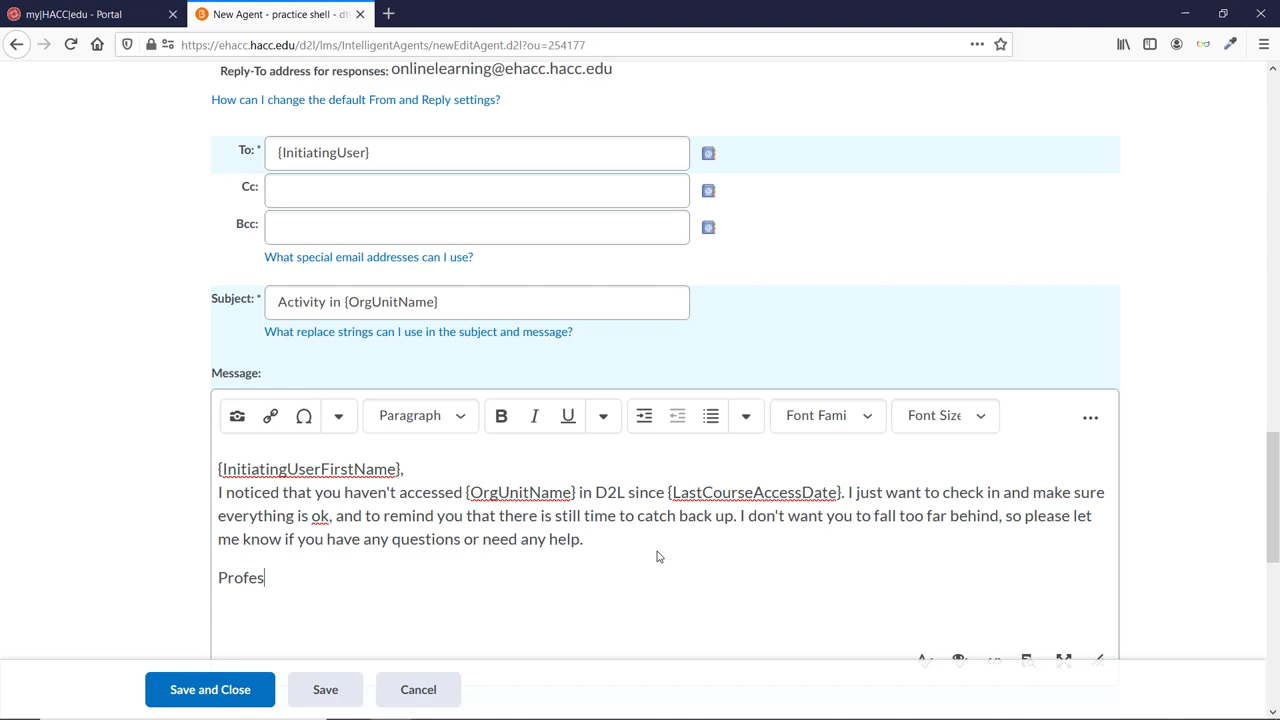 my|HACC|edu - Portal
New Agent - practice shell - dt
https://ehacc.hacc.edu/d2l/lms/IntelligentAgents/newEditAgent.d2l?ou=254177
Reply-To address for responses: onlinelearning@ehacc.hacc.edu
How can I change the default From and Reply settings?
To: * {InitiatingUser}
Cc:
Bcc:
What special email addresses can I use?
Subject: * Activity in {OrgUnitName}
What replace strings can I use in the subject and message?
Message:
Paragraph B I U Font Fami Font Size
{InitiatingUserFirstName},
I noticed that you haven't accessed {OrgUnitName} in D2L since {LastCourseAccessDate}. I just want to check in and make sure
everything is ok, and to remind you that there is still time to catch back up. I don't want you to fall too far behind, so please let
me know if you have any questions or need any help.
Profes
Save and Close Save Cancel